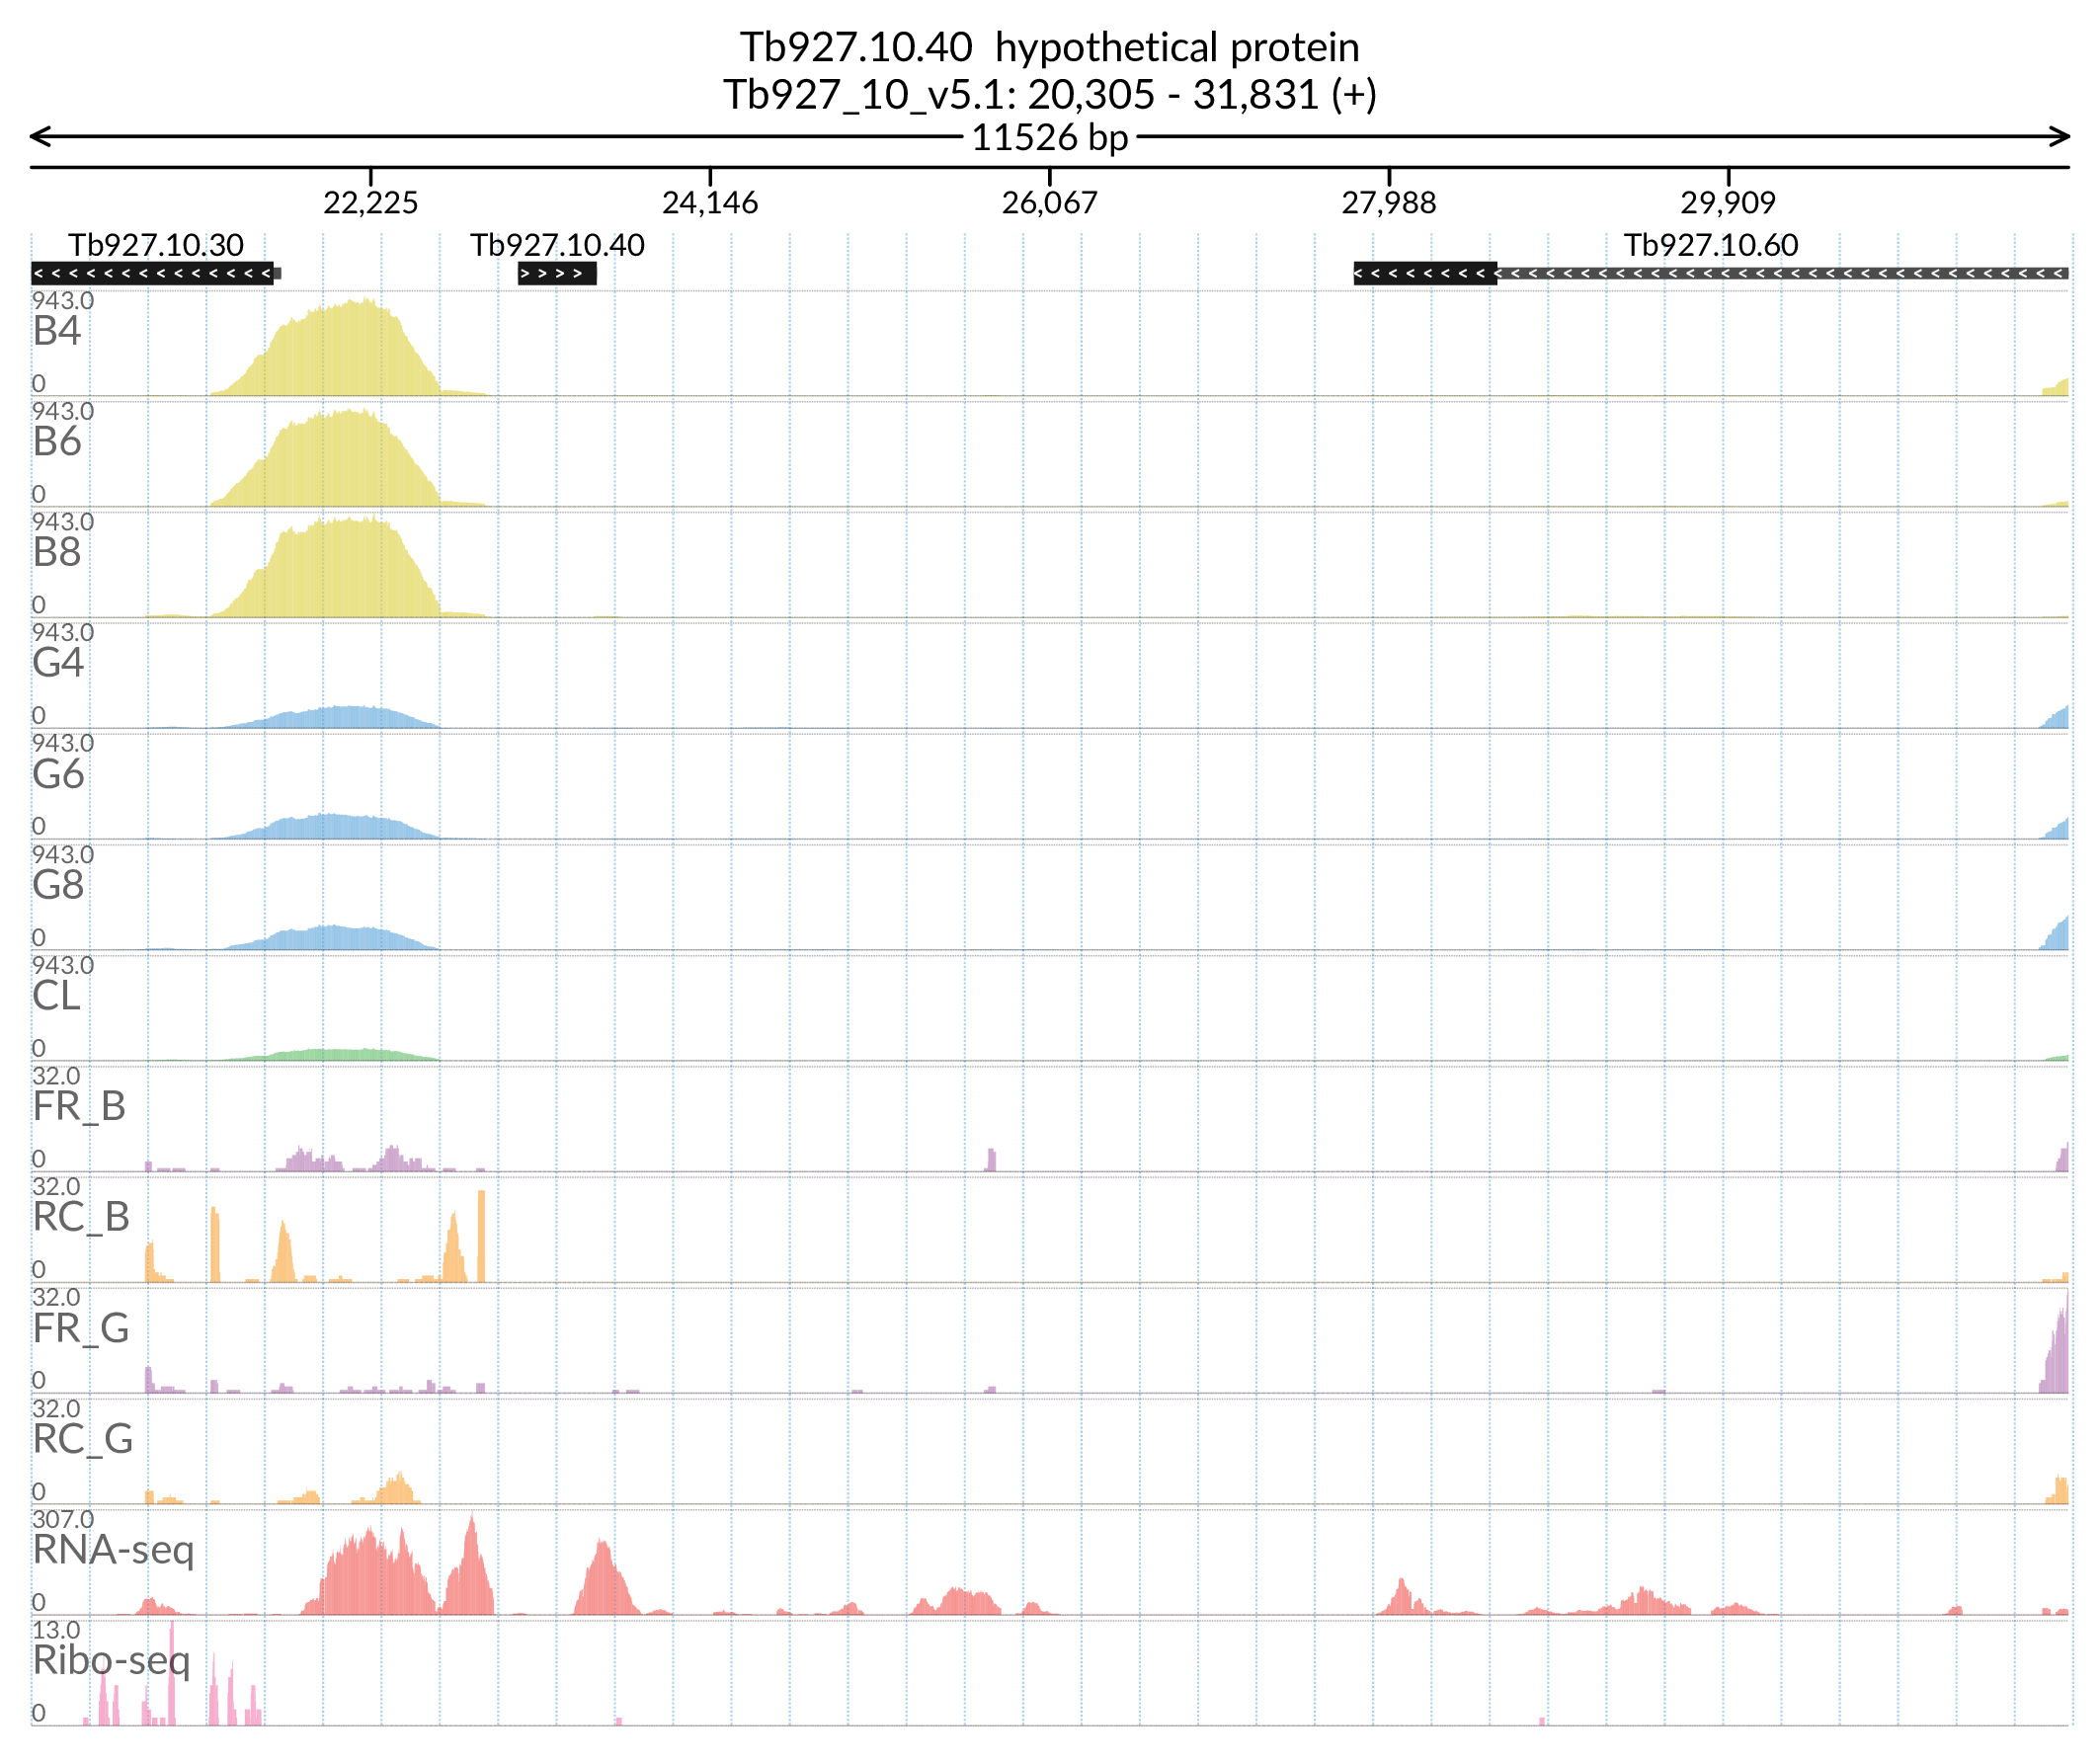 Tb927.10.40  hypothetical protein
Tb927_10_v5.1: 20,305 - 31,831 (+)
11526 bp
22,225 24,146 26,067 27,988 29,909
Tb927.10.30 Tb927.10.40 Tb927.10.60
943.0
B4
0
943.0
B6
0
943.0
B8
0
943.0
G4
0
943.0
G6
0
943.0
G8
0
943.0
CL
0
32.0
FR_B
0
32.0
RC_B
0
32.0
FR_G
0
32.0
RC_G
0
307.0
RNA-seq
0
13.0
Ribo-seq
0